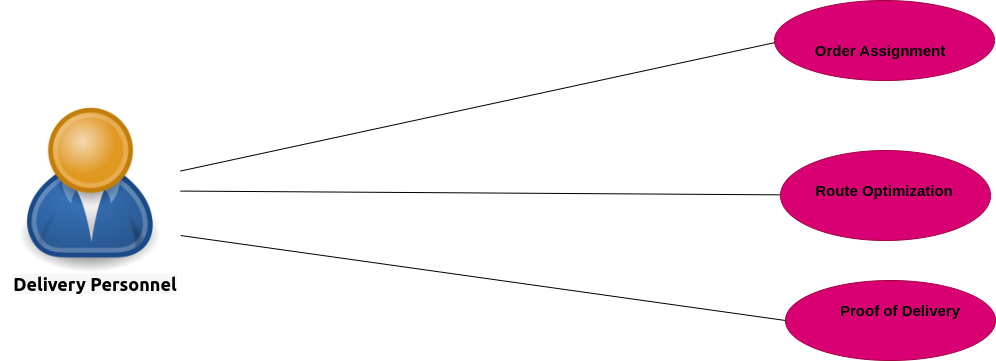 Order Assignment
Route Optimization
Delivery Personnel
Proof of Delivery